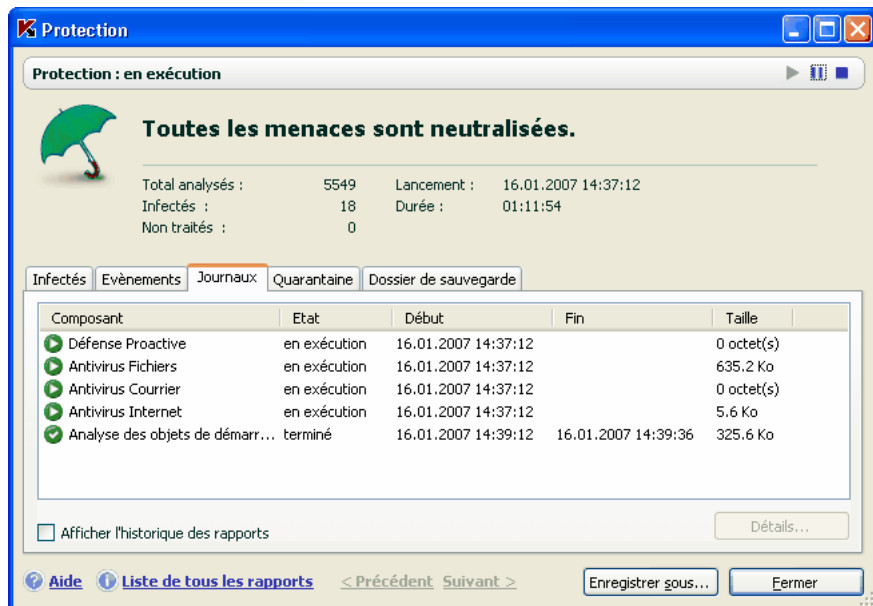 Protection
Protection : en exécution
Toutes les menaces sont neutralisées.
Total analysés : 5549 Lancement : 16.01.2007 14:37:12
Infectés : 18 Durée : 01:11:54
Non traités : 0
Infectés Evènements Journaux Quarantaine Dossier de sauvegarde
Composant Etat Début Fin Taille
Défense Proactive en exécution 16.01.2007 14:37:12 0 octet(s)
Antivirus Fichiers en exécution 16.01.2007 14:37:12 635.2 Ko
Antivirus Courrier en exécution 16.01.2007 14:37:12 0 octet(s)
Antivirus Internet en exécution 16.01.2007 14:37:12 5.6 Ko
Analyse des objets de démarr... terminé 16.01.2007 14:39:12 16.01.2007 14:39:36 325.6 Ko
Afficher l'historique des rapports
Détails...
Aide Liste de tous les rapports < Précédent Suivant > Enregistrer sous... Fermer